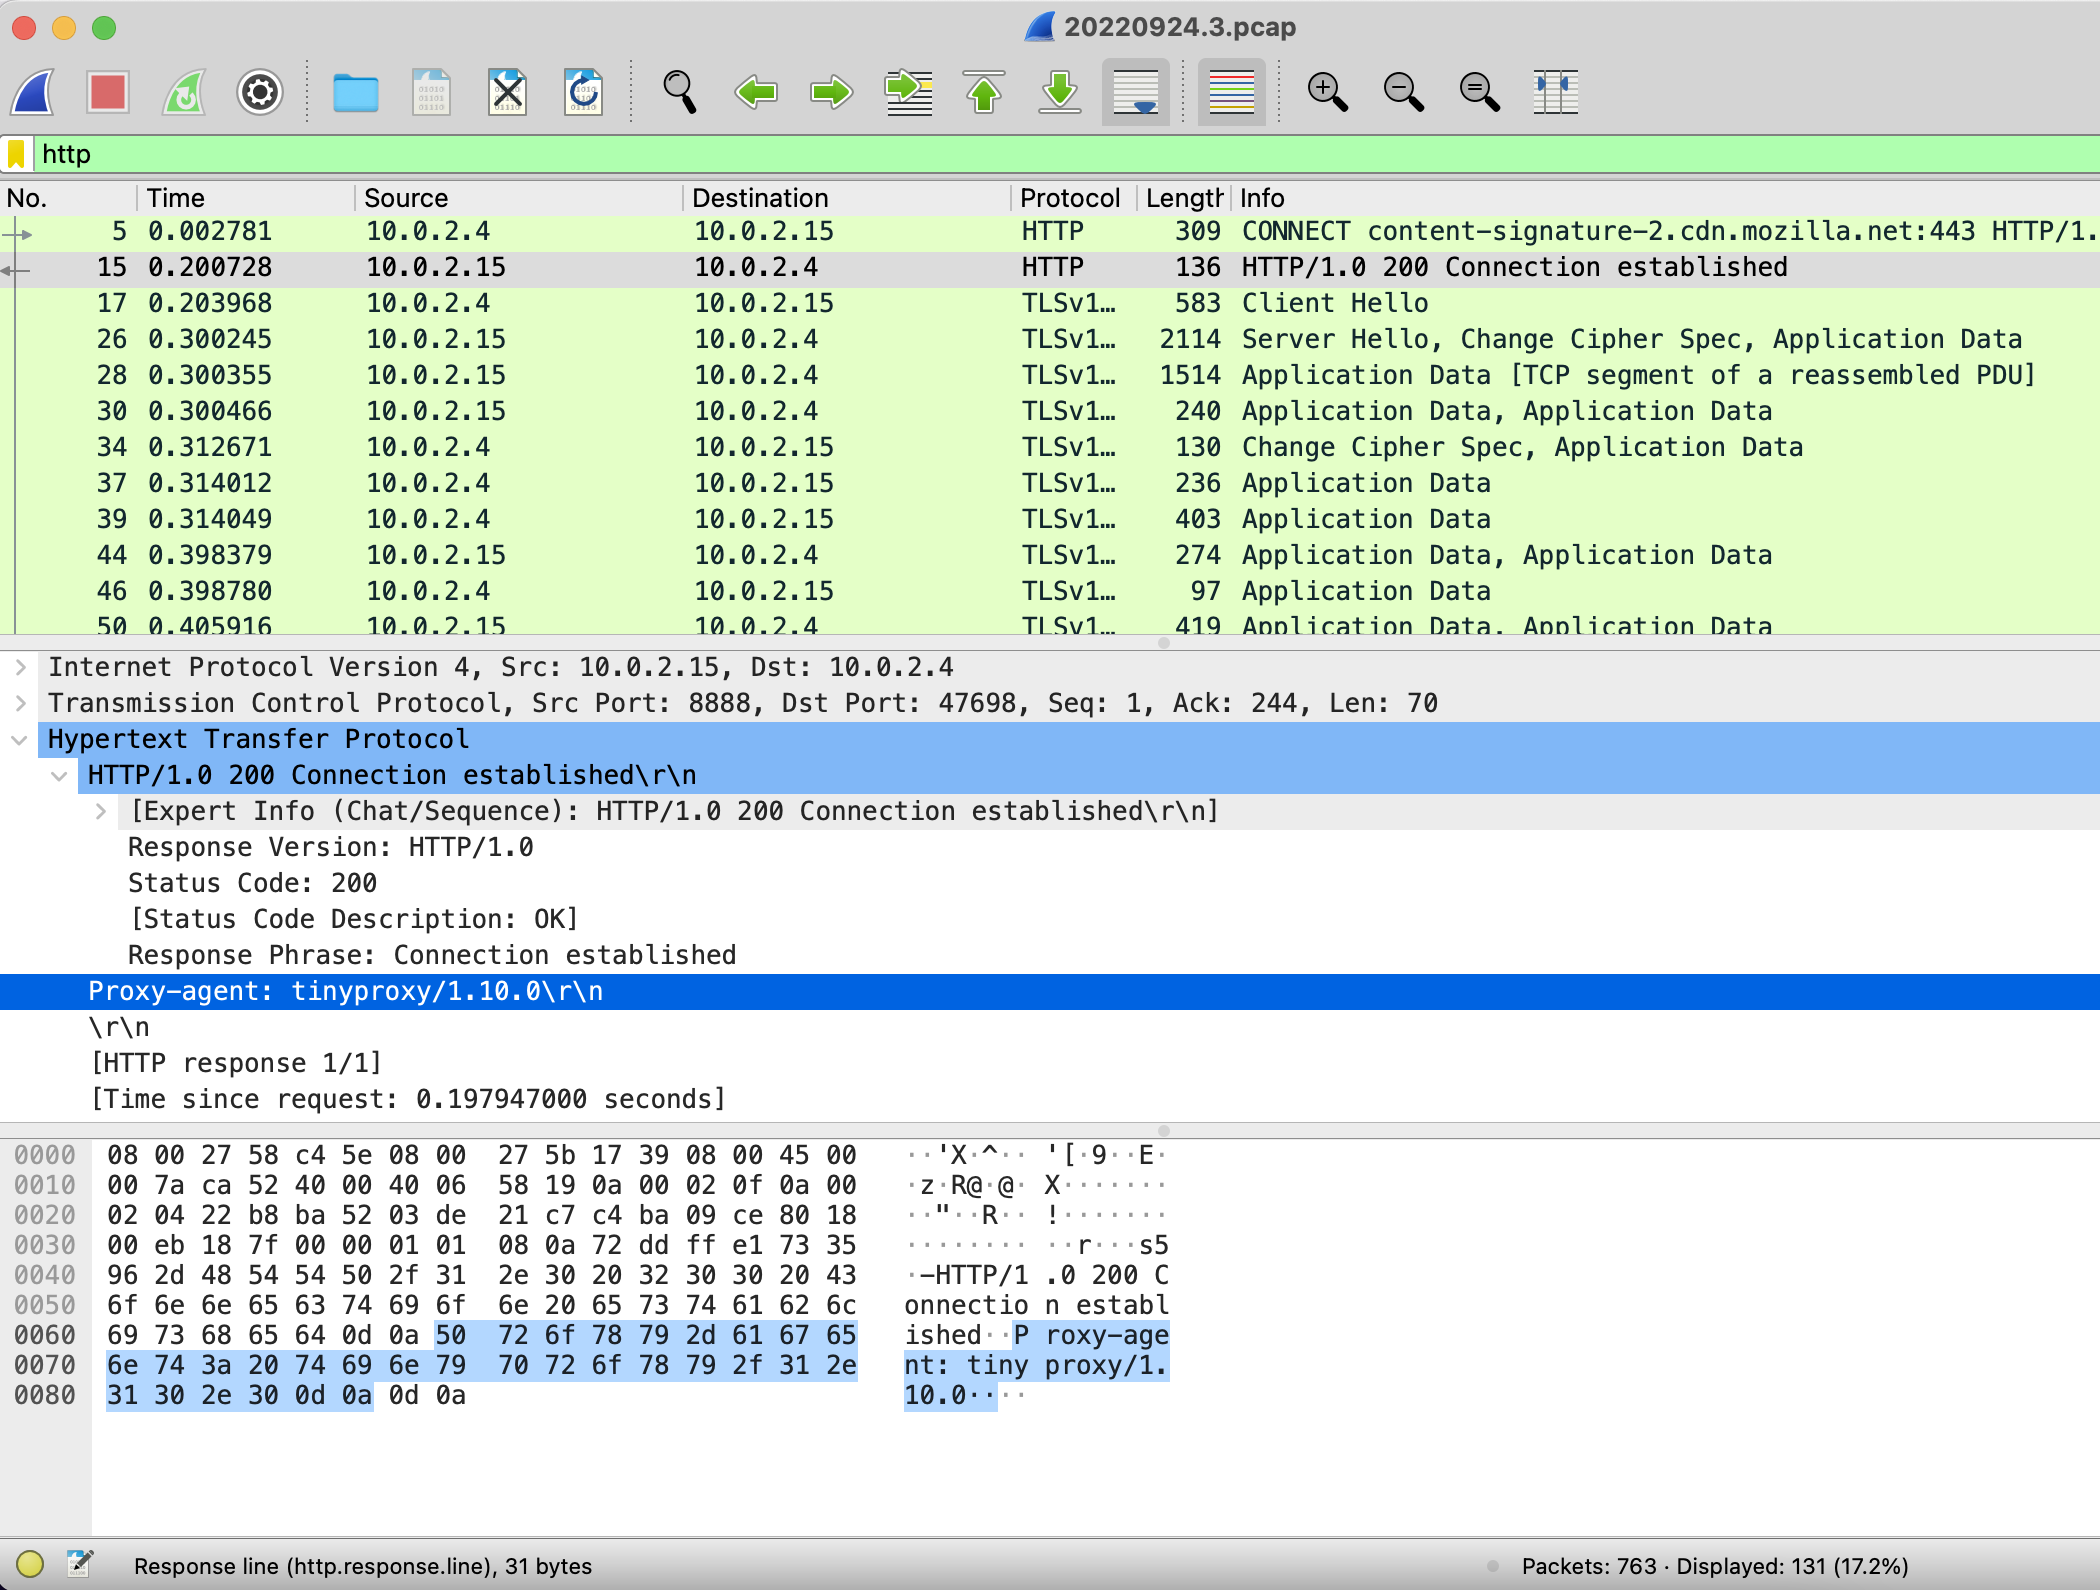 20220924.3.pcap
http
No. Time Source Destination Protocol Length Info
5 0.002781 10.0.2.4 10.0.2.15 HTTP 309 CONNECT content-signature-2.cdn.mozilla.net:443 HTTP/1.
15 0.200728 10.0.2.15 10.0.2.4 HTTP 136 HTTP/1.0 200 Connection established
17 0.203968 10.0.2.4 10.0.2.15 TLSv1… 583 Client Hello
26 0.300245 10.0.2.15 10.0.2.4 TLSv1… 2114 Server Hello, Change Cipher Spec, Application Data
28 0.300355 10.0.2.15 10.0.2.4 TLSv1… 1514 Application Data [TCP segment of a reassembled PDU]
30 0.300466 10.0.2.15 10.0.2.4 TLSv1… 240 Application Data, Application Data
34 0.312671 10.0.2.4 10.0.2.15 TLSv1… 130 Change Cipher Spec, Application Data
37 0.314012 10.0.2.4 10.0.2.15 TLSv1… 236 Application Data
39 0.314049 10.0.2.4 10.0.2.15 TLSv1… 403 Application Data
44 0.398379 10.0.2.15 10.0.2.4 TLSv1… 274 Application Data, Application Data
46 0.398780 10.0.2.4 10.0.2.15 TLSv1… 97 Application Data
50 0.405916 10.0.2.15 10.0.2.4 TLSv1… 419 Application Data, Application Data
Internet Protocol Version 4, Src: 10.0.2.15, Dst: 10.0.2.4
Transmission Control Protocol, Src Port: 8888, Dst Port: 47698, Seq: 1, Ack: 244, Len: 70
Hypertext Transfer Protocol
HTTP/1.0 200 Connection established\r\n
[Expert Info (Chat/Sequence): HTTP/1.0 200 Connection established\r\n]
Response Version: HTTP/1.0
Status Code: 200
[Status Code Description: OK]
Response Phrase: Connection established
Proxy-agent: tinyproxy/1.10.0\r\n
\r\n
[HTTP response 1/1]
[Time since request: 0.197947000 seconds]
0000 08 00 27 58 c4 5e 08 00 27 5b 17 39 08 00 45 00 ··'X·^·· '[·9··E·
0010 00 7a ca 52 40 00 40 06 58 19 0a 00 02 0f 0a 00 ·z·R@·@· X·······
0020 02 04 22 b8 ba 52 03 de 21 c7 c4 ba 09 ce 80 18 ··"··R·· !·······
0030 00 eb 18 7f 00 00 01 01 08 0a 72 dd ff e1 73 35 ········ ··r···s5
0040 96 2d 48 54 54 50 2f 31 2e 30 20 32 30 30 20 43 ·-HTTP/1 .0 200 C
0050 6f 6e 6e 65 63 74 69 6f 6e 20 65 73 74 61 62 6c onnectio n establ
0060 69 73 68 65 64 0d 0a 50 72 6f 78 79 2d 61 67 65 ished··P roxy-age
0070 6e 74 3a 20 74 69 6e 79 70 72 6f 78 79 2f 31 2e nt: tiny proxy/1.
0080 31 30 2e 30 0d 0a 0d 0a 10.0····
Response line (http.response.line), 31 bytes
Packets: 763 · Displayed: 131 (17.2%)